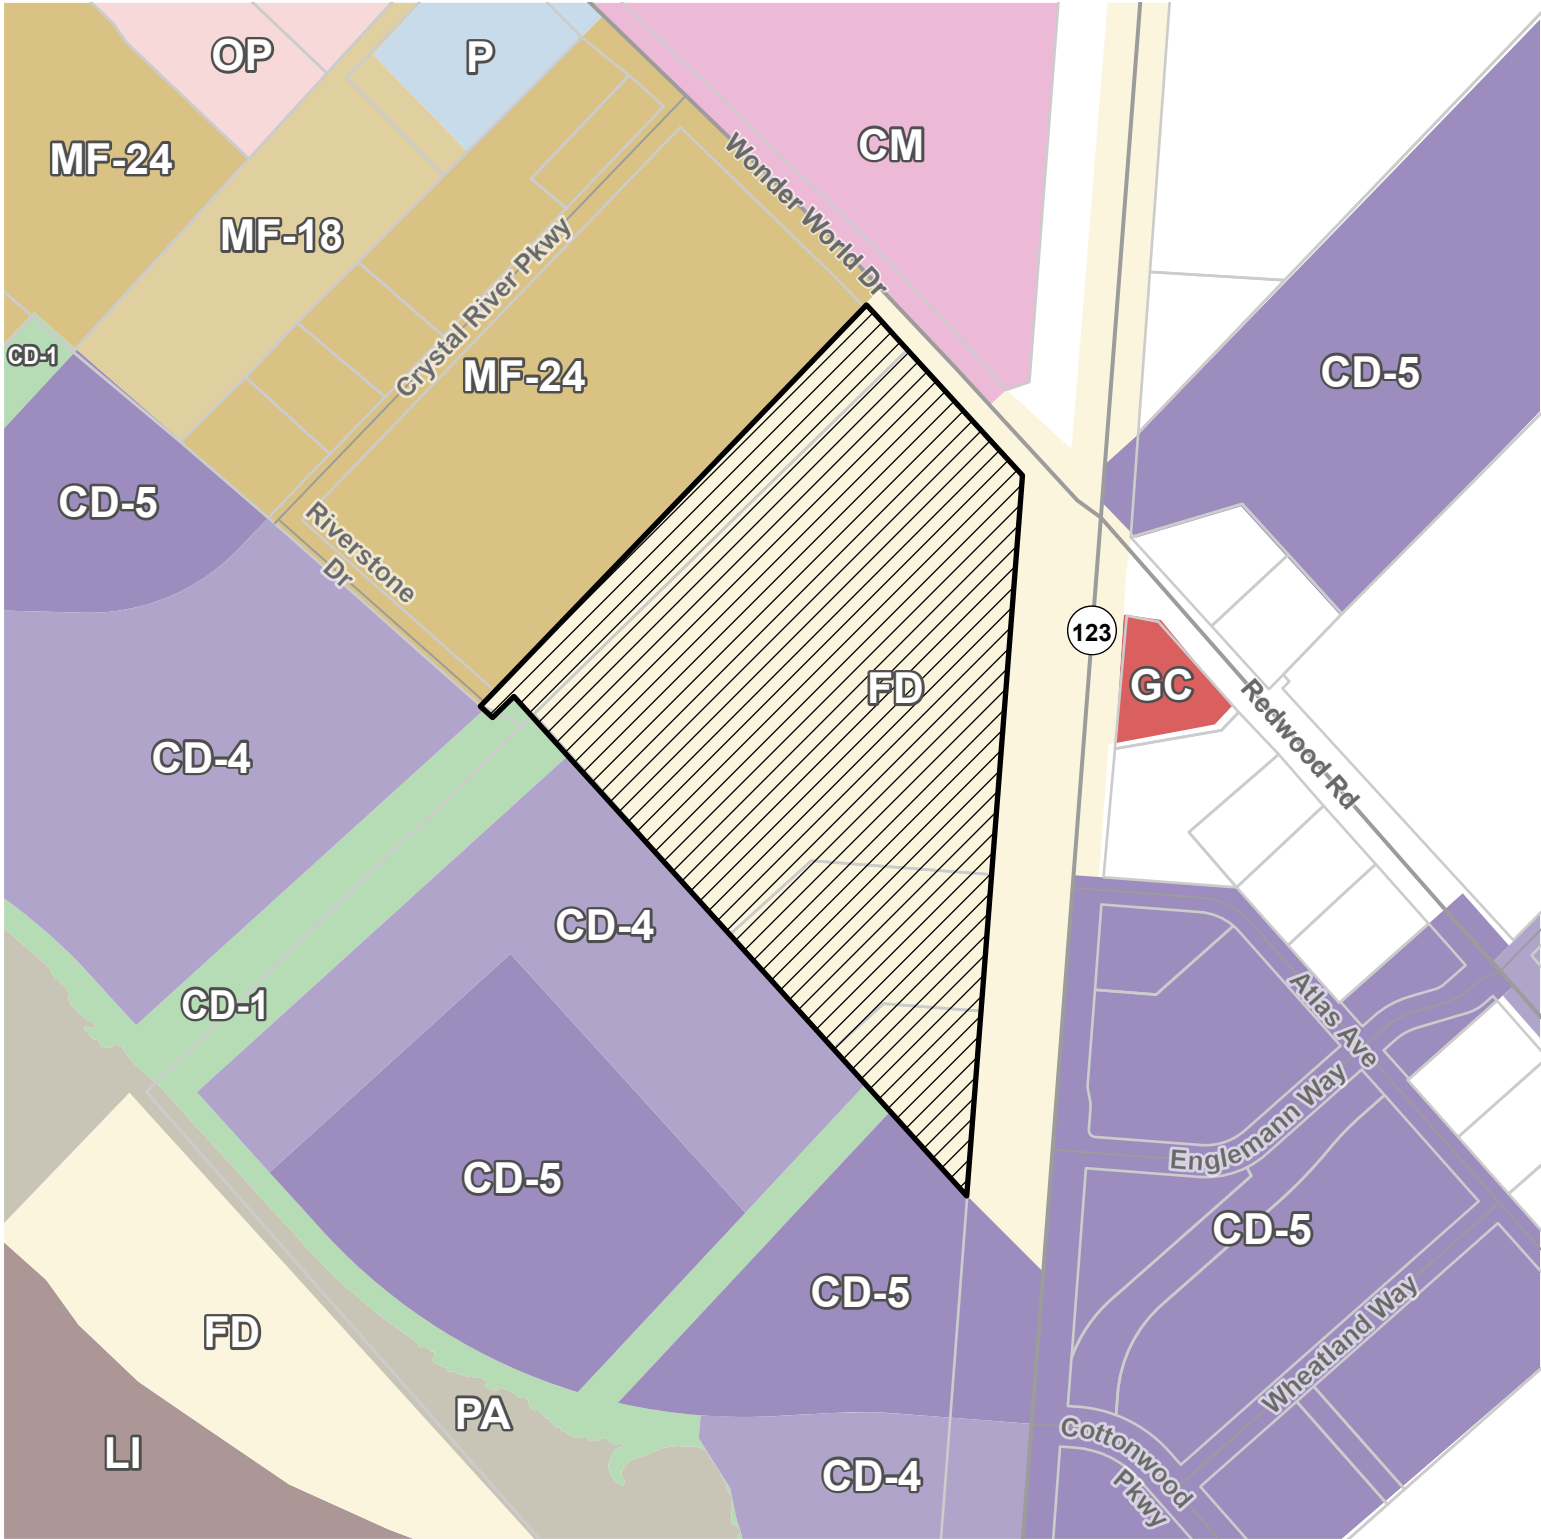 OP
P
CM
MF-24
Wonder World Dr
MF-18
Crystal River Pkwy
CD-1
MF-24
CD-5
CD-5
Riverstone
Dr
123
FD
GC
Redwood Rd
CD-4
CD-4
CD-1
Atlas Ave
Englemann Way
CD-5
CD-5
CD-5
FD
Wheatland Way
PA
LI
CD-4
Cottonwood
Pkwy